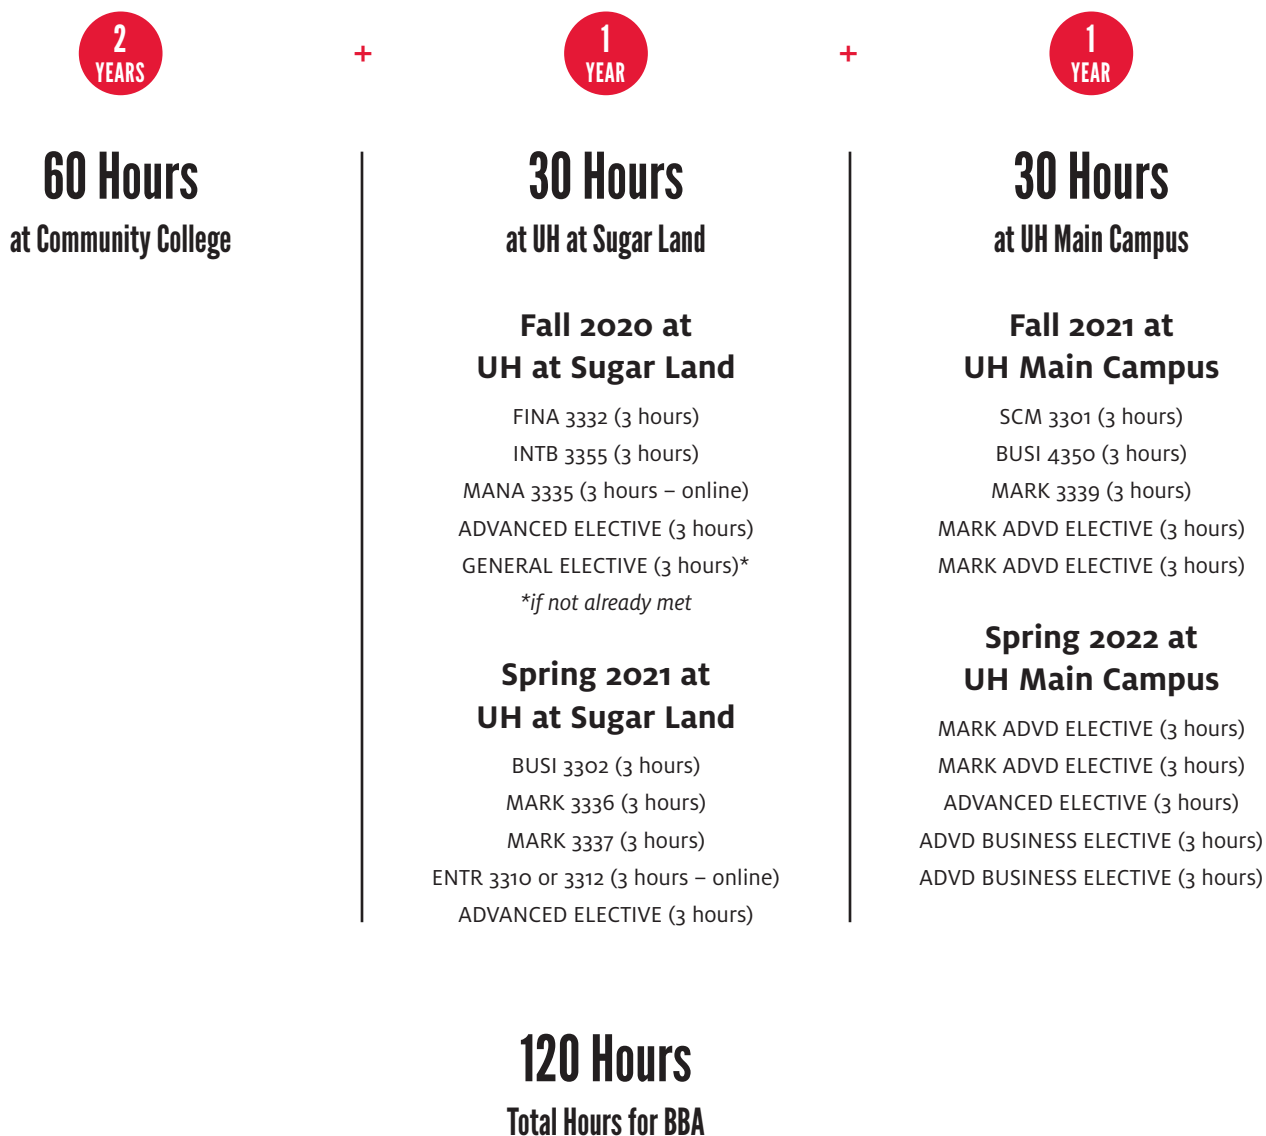 2
YEARS
+
1
YEAR
+
1
YEAR
60 Hours
at Community College
30 Hours
at UH at Sugar Land
Fall 2020 at
UH at Sugar Land
FINA 3332 (3 hours)
INTB 3355 (3 hours)
MANA 3335 (3 hours – online)
ADVANCED ELECTIVE (3 hours)
GENERAL ELECTIVE (3 hours)*
*if not already met
Spring 2021 at
UH at Sugar Land
BUSI 3302 (3 hours)
MARK 3336 (3 hours)
MARK 3337 (3 hours)
ENTR 3310 or 3312 (3 hours – online)
ADVANCED ELECTIVE (3 hours)
30 Hours
at UH Main Campus
Fall 2021 at
UH Main Campus
SCM 3301 (3 hours)
BUSI 4350 (3 hours)
MARK 3339 (3 hours)
MARK ADVD ELECTIVE (3 hours)
MARK ADVD ELECTIVE (3 hours)
Spring 2022 at
UH Main Campus
MARK ADVD ELECTIVE (3 hours)
MARK ADVD ELECTIVE (3 hours)
ADVANCED ELECTIVE (3 hours)
ADVD BUSINESS ELECTIVE (3 hours)
ADVD BUSINESS ELECTIVE (3 hours)
120 Hours
Total Hours for BBA